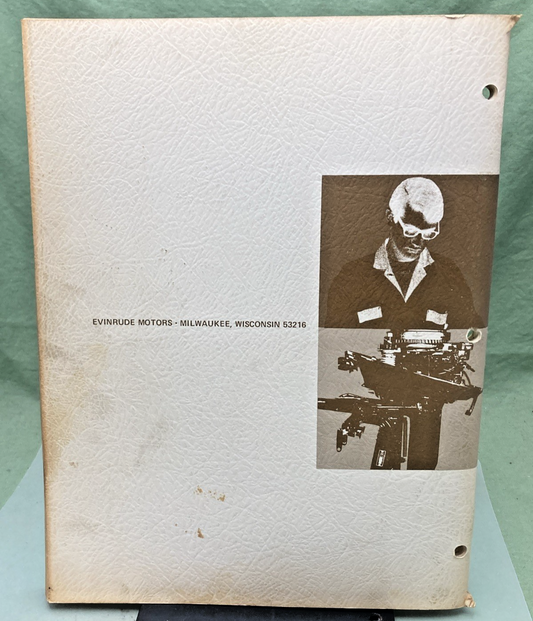 EVINRUDE MOTORS · MILWAUKEE, WISCONSIN 53216